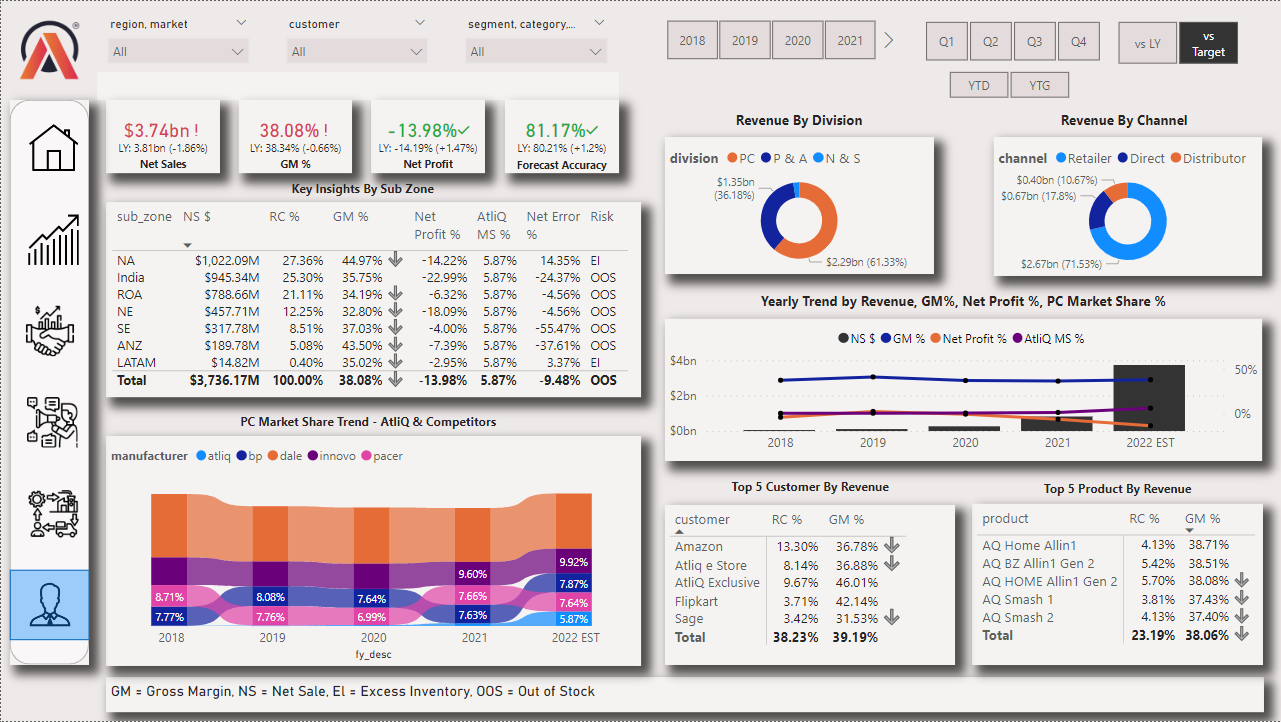 region, market
customer
segment, category,...
All
All
All
2018 2019 2020 2021
Q1 Q2 Q3 Q4
vs LY
vs Target
YTD YTG
$3.74bn !
LY: 3.81bn (-1.86%)
Net Sales
38.08% !
LY: 38.34% (-0.66%)
GM %
-13.98%✓
LY: -14.19% (+1.47%)
Net Profit
81.17%✓
LY: 80.21% (+1.2%)
Forecast Accuracy
Key Insights By Sub Zone
sub_zone NS $ RC % GM % Net Profit % AtliQ MS % Net Error % Risk
NA $1,022.09M 27.36% 44.97% -14.22% 5.87% 14.35% EI
India $945.34M 25.30% 35.75% -22.99% 5.87% -24.37% OOS
ROA $788.66M 21.11% 34.19% -6.32% 5.87% -4.56% OOS
NE $457.71M 12.25% 32.80% -18.09% 5.87% -4.56% OOS
SE $317.78M 8.51% 37.03% -4.00% 5.87% -55.47% OOS
ANZ $189.78M 5.08% 43.50% -7.39% 5.87% -37.61% OOS
LATAM $14.82M 0.40% 35.02% -2.95% 5.87% 3.37% EI
Total $3,736.17M 100.00% 38.08% -13.98% 5.87% -9.48% OOS
PC Market Share Trend - AtliQ & Competitors
manufacturer atliq bp dale innovo pacer
8.71%
7.77%
8.08%
7.76%
7.64%
6.99%
9.60%
7.66%
7.63%
9.92%
7.87%
7.64%
5.87%
2018 2019 2020 2021 2022 EST
fy_desc
Revenue By Division
division PC P & A N & S
$1.35bn
(36.18%)
$2.29bn (61.33%)
Revenue By Channel
channel Retailer Direct Distributor
$0.40bn (10.67%)
$0.67bn (17.8%)
$2.67bn (71.53%)
Yearly Trend by Revenue, GM%, Net Profit %, PC Market Share %
NS $ GM % Net Profit % AtliQ MS %
$4bn
$2bn
$0bn
50%
0%
2018 2019 2020 2021 2022 EST
Top 5 Customer By Revenue
customer RC % GM %
Amazon 13.30% 36.78%
Atliq e Store 8.14% 36.88%
AtliQ Exclusive 9.67% 46.01%
Flipkart 3.71% 42.14%
Sage 3.42% 31.53%
Total 38.23% 39.19%
Top 5 Product By Revenue
product RC % GM %
AQ Home Allin1 4.13% 38.71%
AQ BZ Allin1 Gen 2 5.42% 38.51%
AQ HOME Allin1 Gen 2 5.70% 38.08%
AQ Smash 1 3.81% 37.43%
AQ Smash 2 4.13% 37.40%
Total 23.19% 38.06%
GM = Gross Margin, NS = Net Sale, EI = Excess Inventory, OOS = Out of Stock